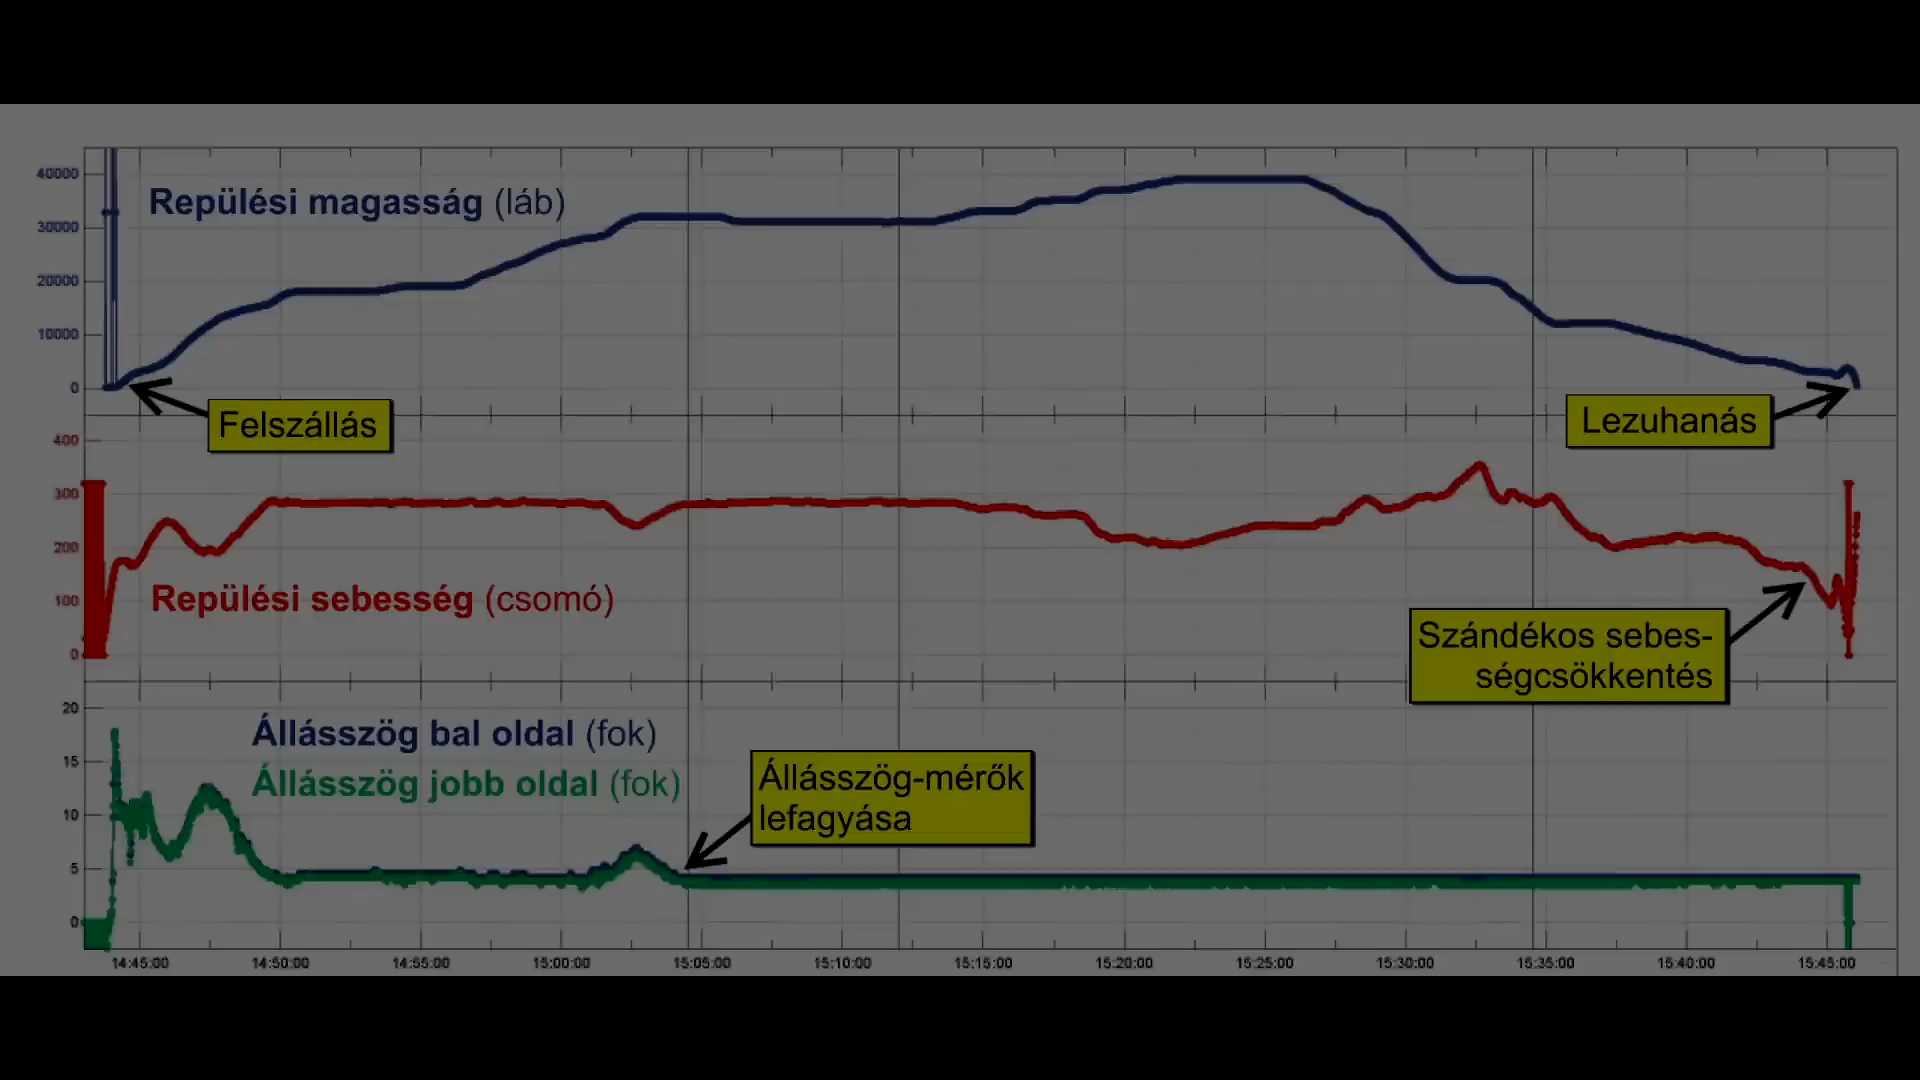 40000
Repülési magasság (láb)
30000
20000
10000
0
Felszállás
Lezuhanás
400
300
200
100
0
Repülési sebesség (csomó)
Szándékos sebes-
ségcsökkentés
20
Állásszög bal oldal (fok)
15
Állásszög jobb oldal (fok)
Állásszög-mérők
lefagyása
10
5
0
14:45:00 14:50:00 14:55:00 15:00:00 15:05:00 15:10:00 15:15:00 15:20:00 15:25:00 15:30:00 15:35:00 15:40:00 15:45:00